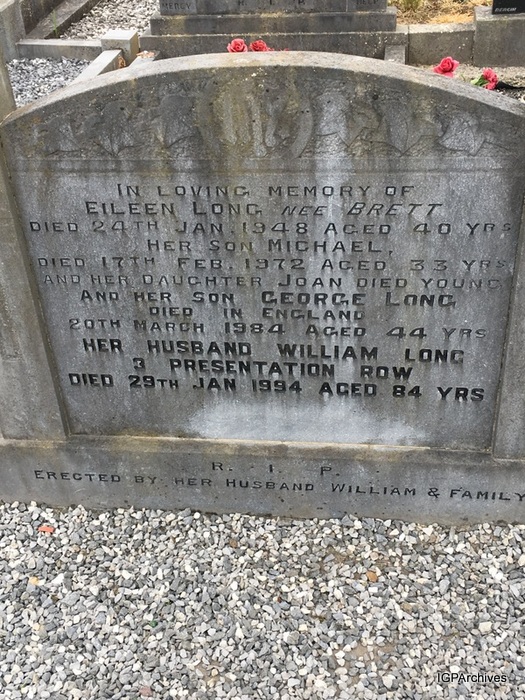 MERCY
IN LOVING MEMORY OF
EILEEN LONG NEE BRETT
DIED 24TH JAN. 1948 AGED 40 YRS
HER SON MICHAEL,
DIED 17TH FEB. 1972 AGED 33 YRS
AND HER DAUGHTER JOAN DIED YOUNG
AND HER SON GEORGE LONG
DIED IN ENGLAND
20TH MARCH 1984 AGED 44 YRS
HER HUSBAND WILLIAM LONG
3 PRESENTATION ROW
DIED 29TH JAN 1994 AGED 84 YRS
R. I. P.
ERECTED BY HER HUSBAND WILLIAM & FAMILY
IGPArchives